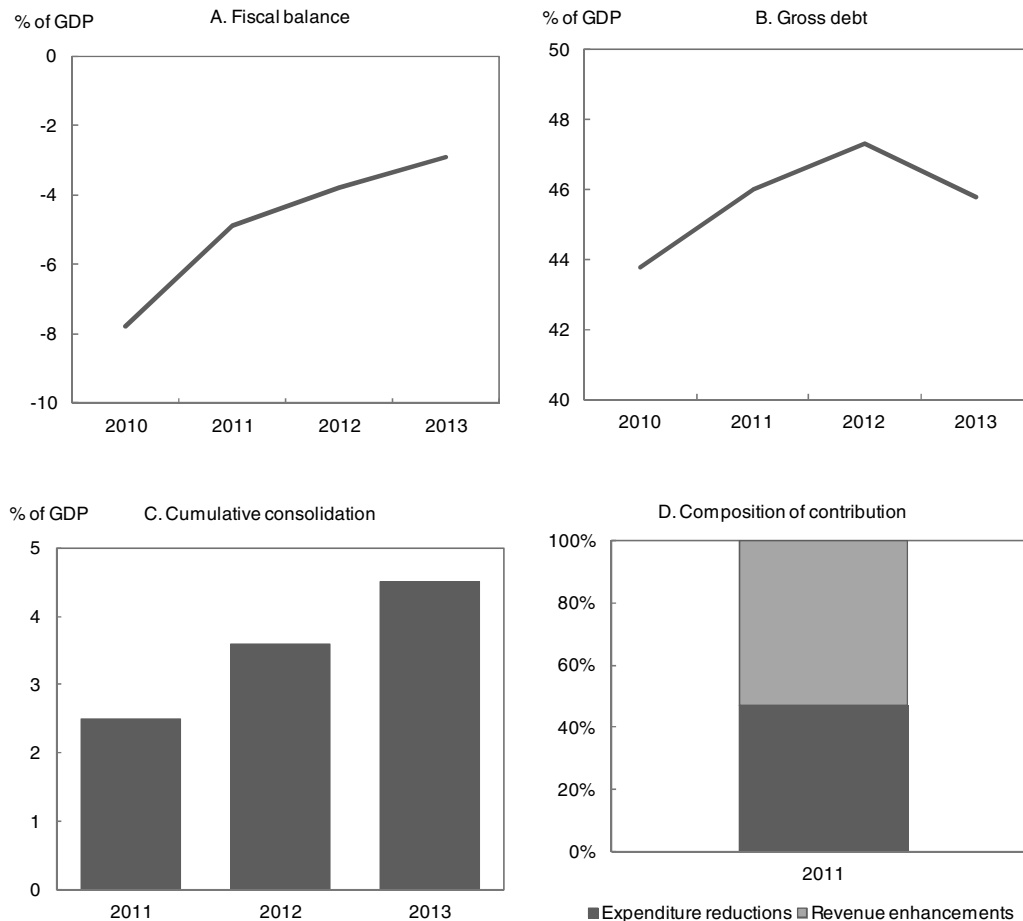 % of GDP
A. Fiscal balance
0
-2
-4
-6
-8
-10
2010 2011 2012 2013
% of GDP
B. Gross debt
50
48
46
44
42
40
2010 2011 2012 2013
% of GDP
C. Cumulative consolidation
5
4
3
2
1
0
2011 2012 2013
D. Composition of contribution
100%
80%
60%
40%
20%
0%
2011
Expenditure reductions Revenue enhancements